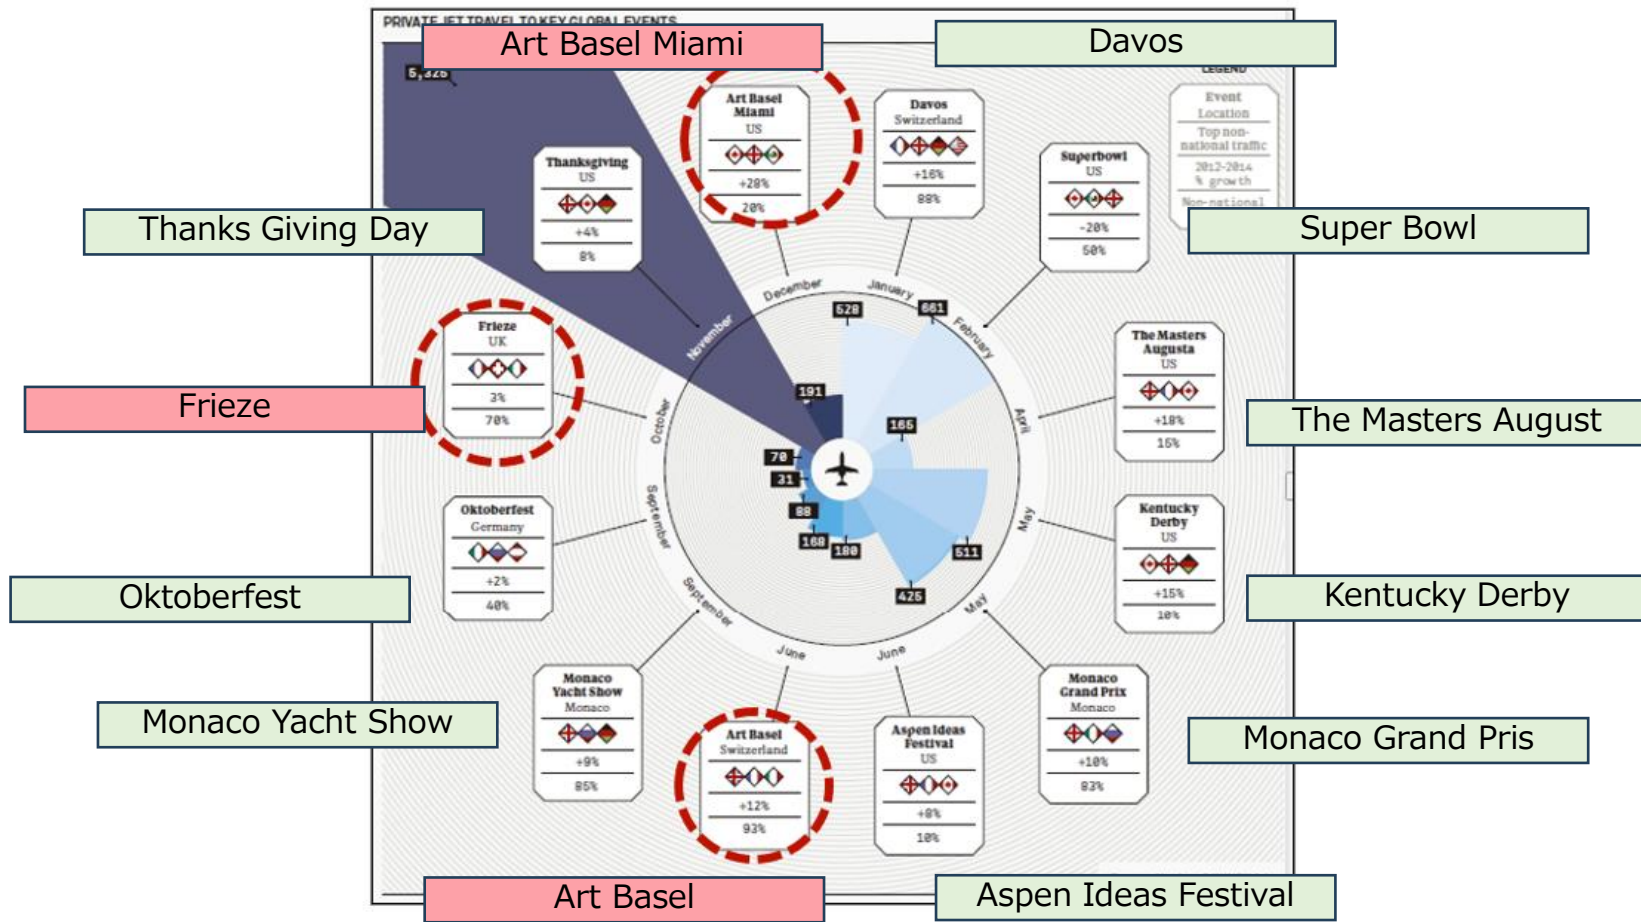 PRIVATE JET TRAVEL TO KEY GLOBAL EVENTS
Art Basel Miami
Davos
5,326
LEGEND
Event
Location
Top non-
national traffic
2012-2014
% growth
Non-national
Art Basel
Miami
US
+28%
20%
Davos
Switzerland
+16%
88%
Thanksgiving
US
+4%
8%
Superbowl
US
-20%
50%
Thanks Giving Day
Super Bowl
December
January
November
February
Frieze
UK
3%
70%
The Masters
Augusta
US
+18%
15%
Frieze
The Masters August
October
April
528
661
191
165
70
31
88
168
180
425
511
Oktoberfest
Germany
+2%
40%
Kentucky
Derby
US
+15%
10%
September
May
Oktoberfest
Kentucky Derby
September
May
June
June
Monaco
Yacht Show
Monaco
+9%
85%
Art Basel
Switzerland
+12%
93%
Aspen Ideas
Festival
US
+8%
10%
Monaco
Grand Prix
Monaco
+10%
83%
Monaco Yacht Show
Monaco Grand Pris
Art Basel
Aspen Ideas Festival